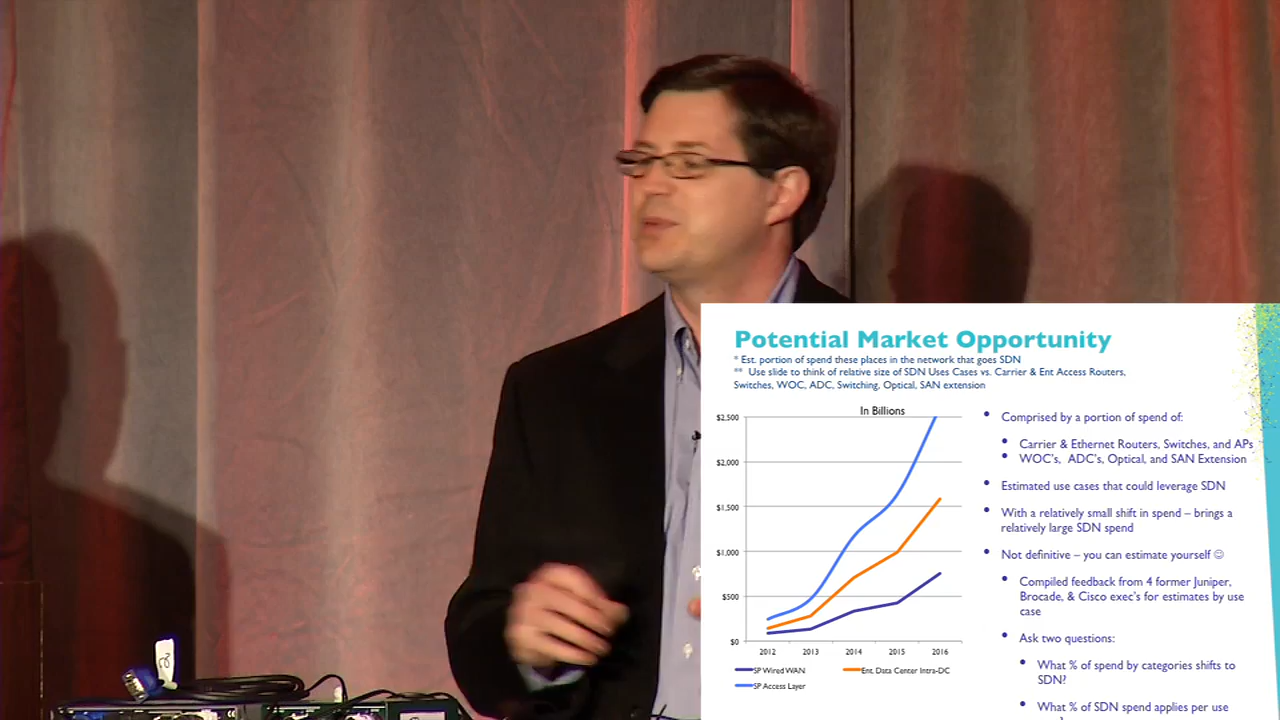 Potential Market Opportunity
* Est. portion of spend these places in the network that goes SDN
** Use slide to think of relative size of SDN Uses Cases vs. Carrier & Ent Access Routers,
Switches, WOC, ADC, Switching, Optical, SAN extension
In Billions
$2,500
$2,000
$1,500
$1,000
$500
$0
2012 2013 2014 2015 2016
SP Wired WAN
Ent. Data Center Intra-DC
SP Access Layer
• Comprised by a portion of spend of:
• Carrier & Ethernet Routers, Switches, and APs
• WOC's, ADC's, Optical, and SAN Extension
• Estimated use cases that could leverage SDN
• With a relatively small shift in spend – brings a
relatively large SDN spend
• Not definitive – you can estimate yourself ☺
• Compiled feedback from 4 former Juniper,
Brocade, & Cisco exec's for estimates by use
case
• Ask two questions:
• What % of spend by categories shifts to
SDN?
• What % of SDN spend applies per use